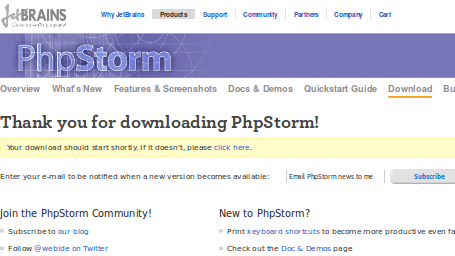 JetBRAINS
Develop with pleasure!
Why JetBrains Products Support Community Partners Company Cart
PhpStorm
Overview What's New Features & Screenshots Docs & Demos Quickstart Guide Download Bu
Thank you for downloading PhpStorm!
Your download should start shortly. If it doesn't, please click here.
Enter your e-mail to be notified when a new version becomes available: Email PhpStorm news to me Subscribe
Join the PhpStorm Community! New to PhpStorm?
Subscribe to our blog Print keyboard shortcuts to become more productive even fa
Follow @webide on Twitter Check out the Doc & Demos page